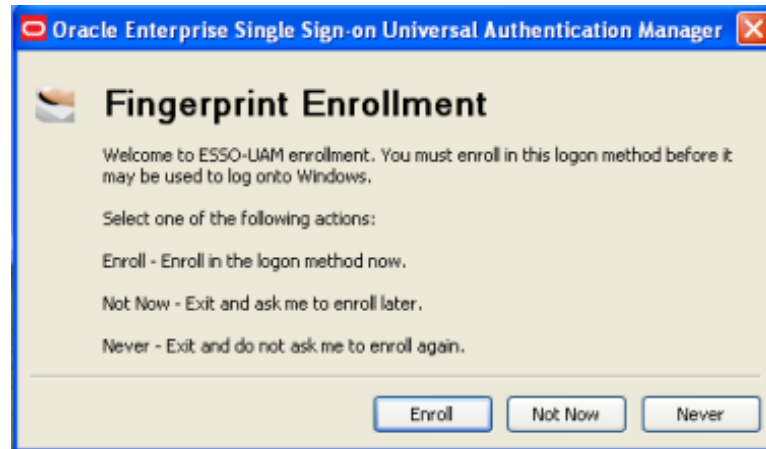 Oracle Enterprise Single Sign-on Universal Authentication Manager
Fingerprint Enrollment
Welcome to ESSO-UAM enrollment. You must enroll in this logon method before it
may be used to log onto Windows.
Select one of the following actions:
Enroll - Enroll in the logon method now.
Not Now - Exit and ask me to enroll later.
Never - Exit and do not ask me to enroll again.
Enroll Not Now Never